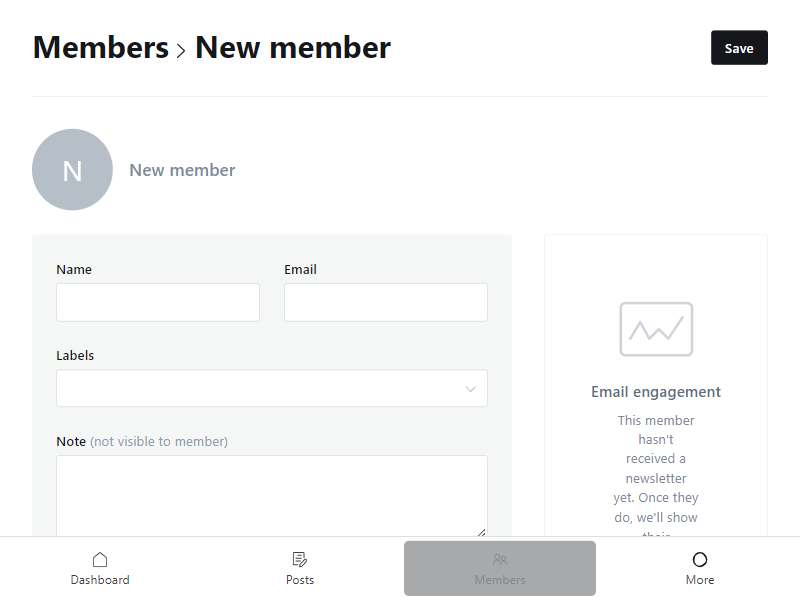 Members > New member
Save
N
New member
Name
Email
Labels
Note (not visible to member)
Email engagement
This member
hasn't
received a
newsletter
yet. Once they
do, we'll show
their
Dashboard
Posts
Members
More